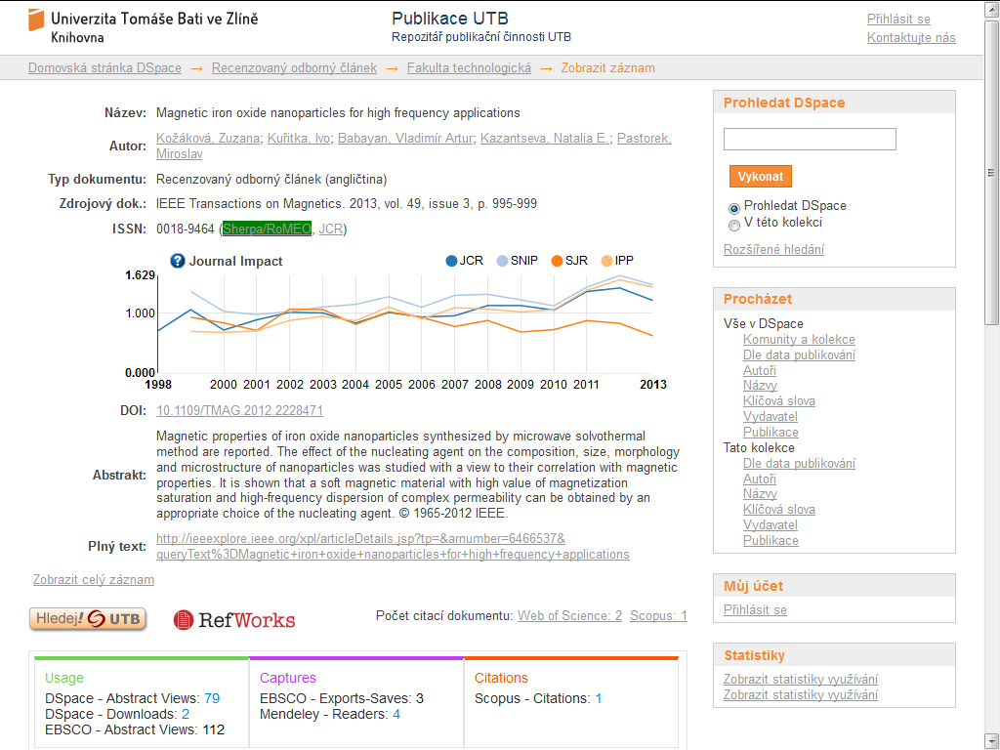 Univerzita Tomáše Bati ve Zlíně
Knihovna
Publikace UTB
Repozitář publikační činnosti UTB
Přihlásit se
Kontaktujte nás
Domovská stránka DSpace → Recenzovaný odborný článek → Fakulta technologická → Zobrazit záznam
Název: Magnetic iron oxide nanoparticles for high frequency applications
Autor: Kožáková, Zuzana; Kuřitka, Ivo; Babayan, Vladimír Artur; Kazantseva, Natalia E.; Pastorek,
Miroslav
Typ dokumentu: Recenzovaný odborný článek (angličtina)
Zdrojový dok.: IEEE Transactions on Magnetics. 2013, vol. 49, issue 3, p. 995-999
ISSN: 0018-9464 (Sherpa/RoMEO, JCR)
? Journal Impact
JCR SNIP SJR IPP
1.629
1.000
0.000
1998 2000 2001 2002 2003 2004 2005 2006 2007 2008 2009 2010 2011 2013
DOI: 10.1109/TMAG.2012.2228471
Abstrakt: Magnetic properties of iron oxide nanoparticles synthesized by microwave solvothermal
method are reported. The effect of the nucleating agent on the composition, size, morphology
and microstructure of nanoparticles was studied with a view to their correlation with magnetic
properties. It is shown that a soft magnetic material with high value of magnetization
saturation and high-frequency dispersion of complex permeability can be obtained by an
appropriate choice of the nucleating agent. © 1965-2012 IEEE.
Plný text: http://ieeexplore.ieee.org/xpl/articleDetails.jsp?tp=&arnumber=6466537&
queryText%3DMagnetic+iron+oxide+nanoparticles+for+high+frequency+applications
Zobrazit celý záznam
Hledej! UTB
RefWorks
Počet citací dokumentu: Web of Science: 2 Scopus: 1
Usage
DSpace - Abstract Views: 79
DSpace - Downloads: 2
EBSCO - Abstract Views: 112
Captures
EBSCO - Exports-Saves: 3
Mendeley - Readers: 4
Citations
Scopus - Citations: 1
Prohledat DSpace
Vykonat
Prohledat DSpace
V této kolekci
Rozšířené hledání
Procházet
Vše v DSpace
Komunity a kolekce
Dle data publikování
Autoři
Názvy
Klíčová slova
Vydavatel
Publikace
Tato kolekce
Dle data publikování
Autoři
Názvy
Klíčová slova
Vydavatel
Publikace
Můj účet
Přihlásit se
Statistiky
Zobrazit statistiky využívání
Zobrazit statistiky využívání